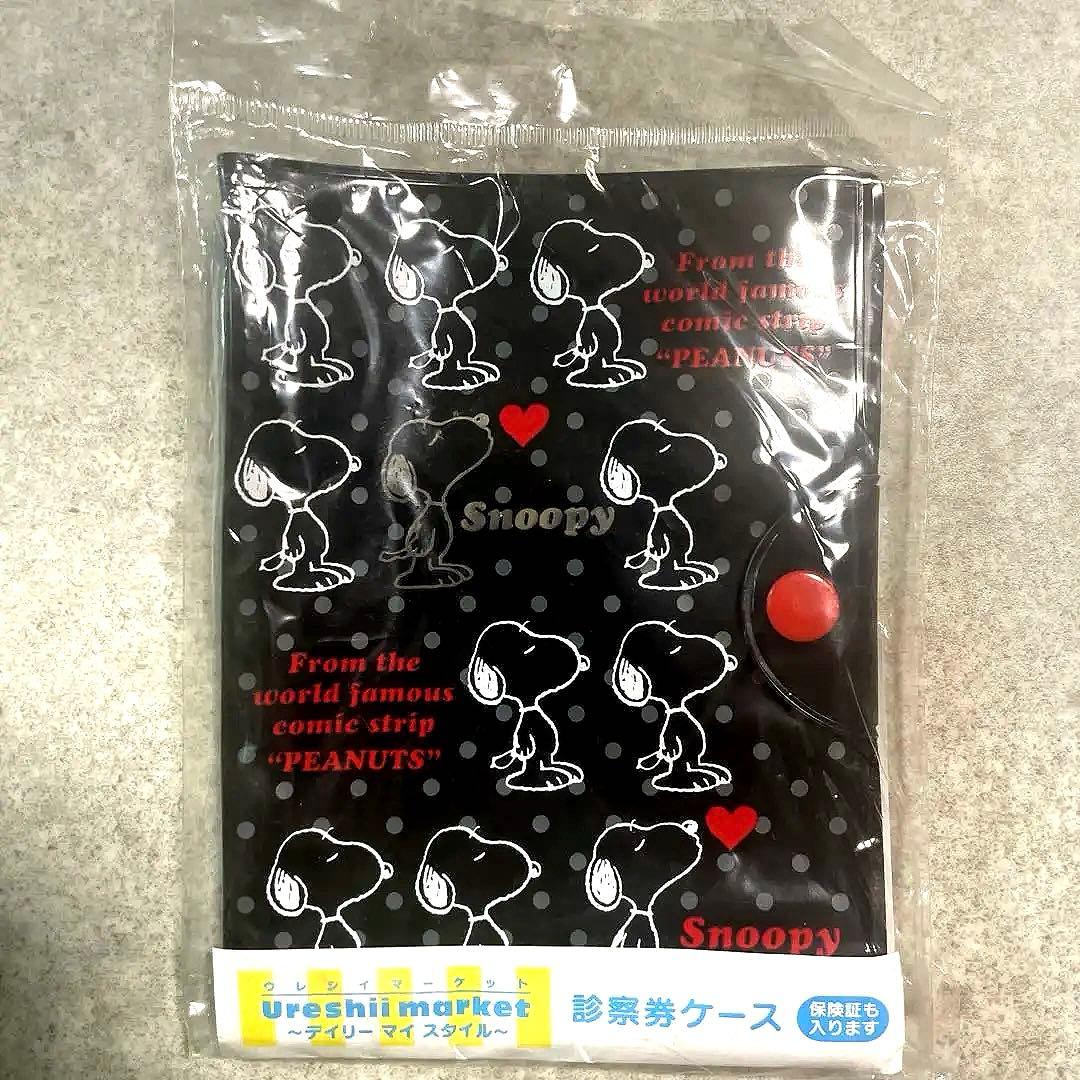 From the
world famous
comic strip
“PEANUTS”
Snoopy
From the
world famous
comic strip
“PEANUTS”
Snoopy
ウレシイマーケット
ureshii market
～デイリー マイ スタイル～
診察券ケース
保険証も
入ります